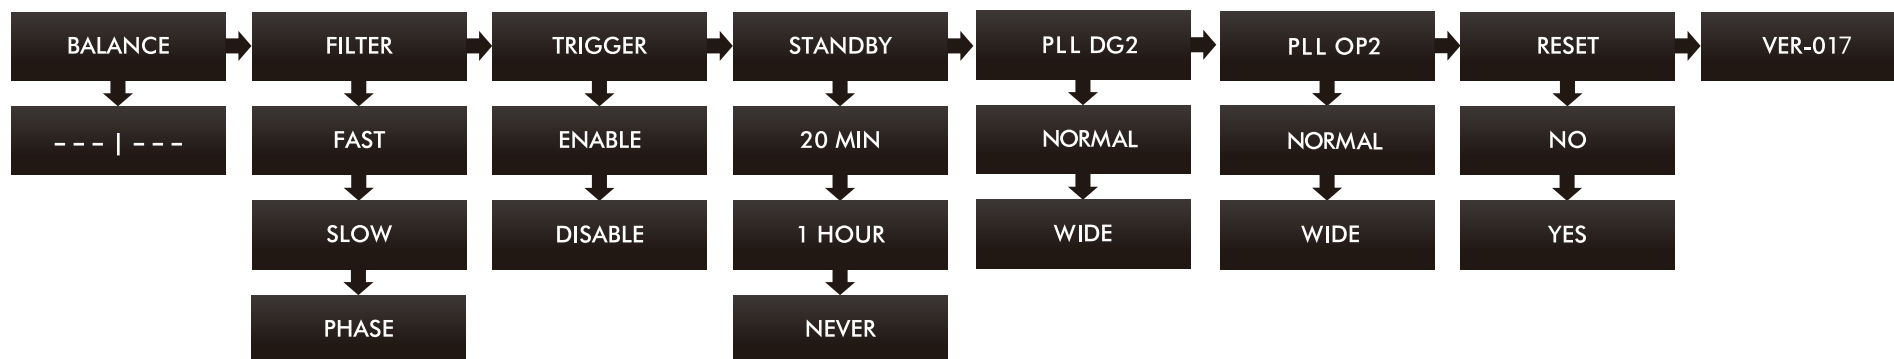 BALANCE FILTER TRIGGER STANDBY PLL DG2 PLL OP2 RESET VER-017
– – – | – – – FAST ENABLE 20 MIN NORMAL NORMAL NO
SLOW DISABLE 1 HOUR WIDE WIDE YES
PHASE NEVER